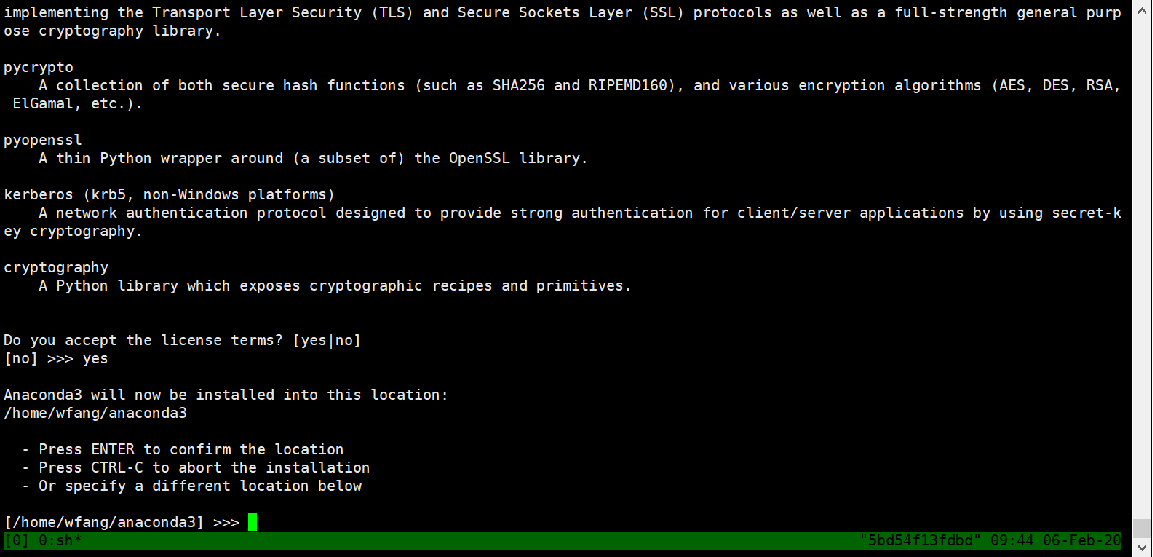 implementing the Transport Layer Security (TLS) and Secure Sockets Layer (SSL) protocols as well as a full-strength general purp
ose cryptography library.
pycrypto
A collection of both secure hash functions (such as SHA256 and RIPEMD160), and various encryption algorithms (AES, DES, RSA,
ElGamal, etc.).
pyopenssl
A thin Python wrapper around (a subset of) the OpenSSL library.
kerberos (krb5, non-Windows platforms)
A network authentication protocol designed to provide strong authentication for client/server applications by using secret-k
ey cryptography.
cryptography
A Python library which exposes cryptographic recipes and primitives.
Do you accept the license terms? [yes|no]
[no] >>> yes
Anaconda3 will now be installed into this location:
/home/wfang/anaconda3
- Press ENTER to confirm the location
- Press CTRL-C to abort the installation
- Or specify a different location below
[/home/wfang/anaconda3] >>>
[0] 0:sh* "5bd54f13fdbd" 09:44 06-Feb-20